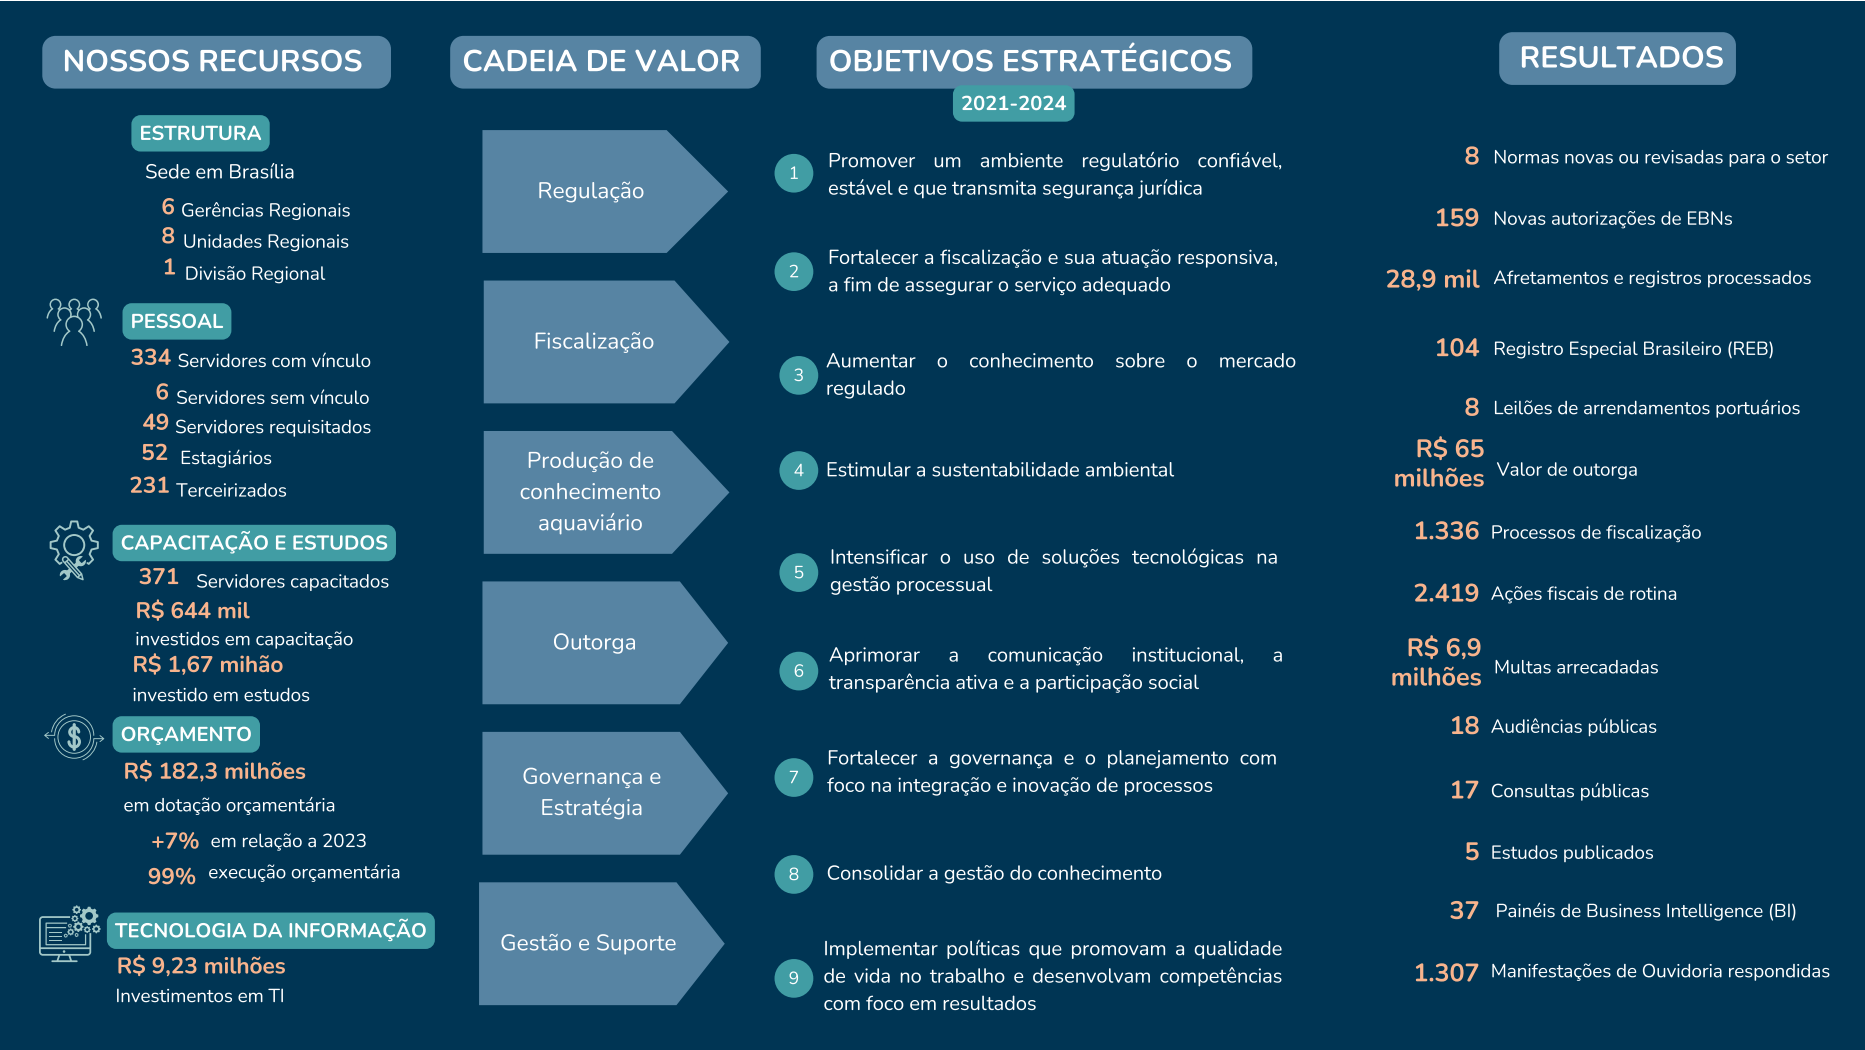 NOSSOS RECURSOS
ESTRUTURA
Sede em Brasília
6 Gerências Regionais
8 Unidades Regionais
1 Divisão Regional
PESSOAL
334 Servidores com vínculo
6 Servidores sem vínculo
49 Servidores requisitados
52 Estagiários
231 Terceirizados
CAPACITAÇÃO E ESTUDOS
371 Servidores capacitados
R$ 644 mil
investidos em capacitação
R$ 1,67 mihão
investido em estudos
ORÇAMENTO
R$ 182,3 milhões
em dotação orçamentária
+7% em relação a 2023
99% execução orçamentária
TECNOLOGIA DA INFORMAÇÃO
R$ 9,23 milhões
Investimentos em TI
CADEIA DE VALOR
Regulação
Fiscalização
Produção de
conhecimento
aquaviário
Outorga
Governança e
Estratégia
Gestão e Suporte
OBJETIVOS ESTRATÉGICOS
2021-2024
1 Promover um ambiente regulatório confiável,
estável e que transmita segurança jurídica
2 Fortalecer a fiscalização e sua atuação responsiva,
a fim de assegurar o serviço adequado
3 Aumentar o conhecimento sobre o mercado
regulado
4 Estimular a sustentabilidade ambiental
5 Intensificar o uso de soluções tecnológicas na
gestão processual
6 Aprimorar a comunicação institucional, a
transparência ativa e a participação social
7 Fortalecer a governança e o planejamento com
foco na integração e inovação de processos
8 Consolidar a gestão do conhecimento
9 Implementar políticas que promovam a qualidade
de vida no trabalho e desenvolvam competências
com foco em resultados
RESULTADOS
8 Normas novas ou revisadas para o setor
159 Novas autorizações de EBNs
28,9 mil Afretamentos e registros processados
104 Registro Especial Brasileiro (REB)
8 Leilões de arrendamentos portuários
R$ 65
milhões Valor de outorga
1.336 Processos de fiscalização
2.419 Ações fiscais de rotina
R$ 6,9
milhões Multas arrecadadas
18 Audiências públicas
17 Consultas públicas
5 Estudos publicados
37 Painéis de Business Intelligence (BI)
1.307 Manifestações de Ouvidoria respondidas